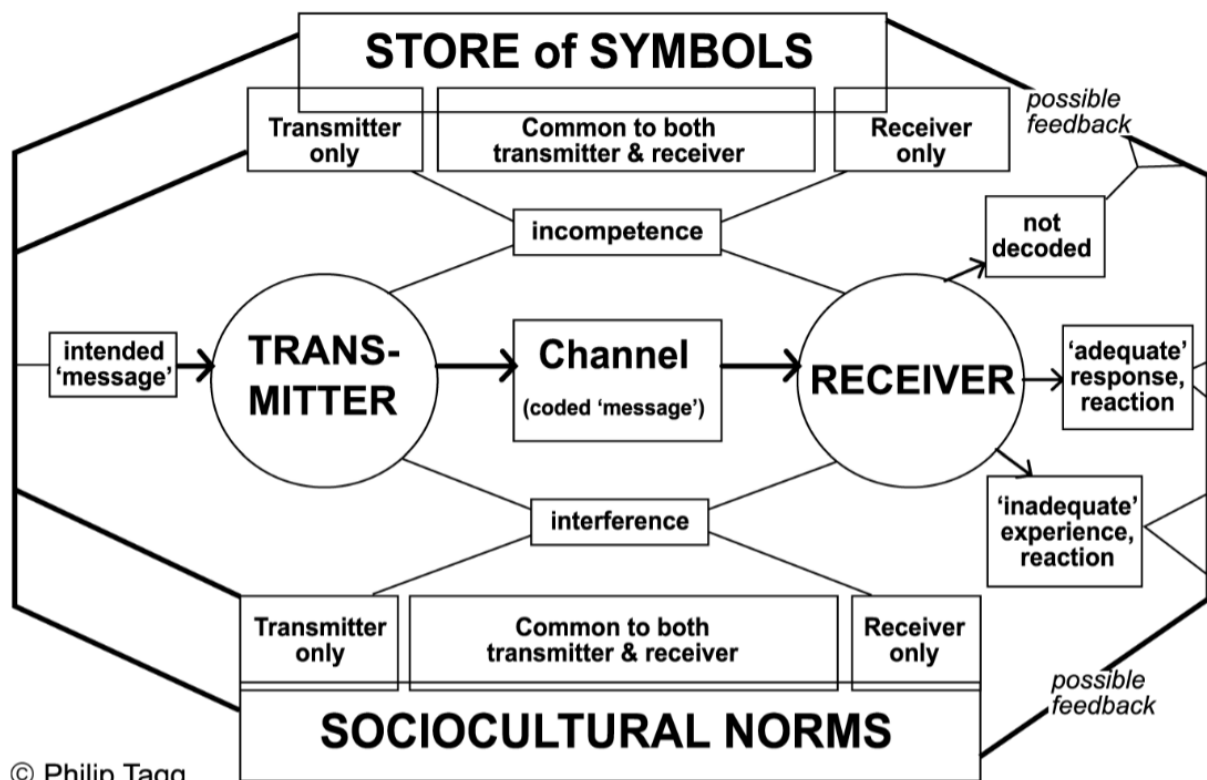 STORE of SYMBOLS
Transmitter
only
Common to both
transmitter & receiver
Receiver
only
possible
feedback
incompetence
not
decoded
intended
‘message’
TRANS-
MITTER
Channel
(coded ‘message’)
RECEIVER
‘adequate’
response,
reaction
‘inadequate’
experience,
reaction
interference
Transmitter
only
Common to both
transmitter & receiver
Receiver
only
possible
feedback
SOCIOCULTURAL NORMS
© Philip Tagg